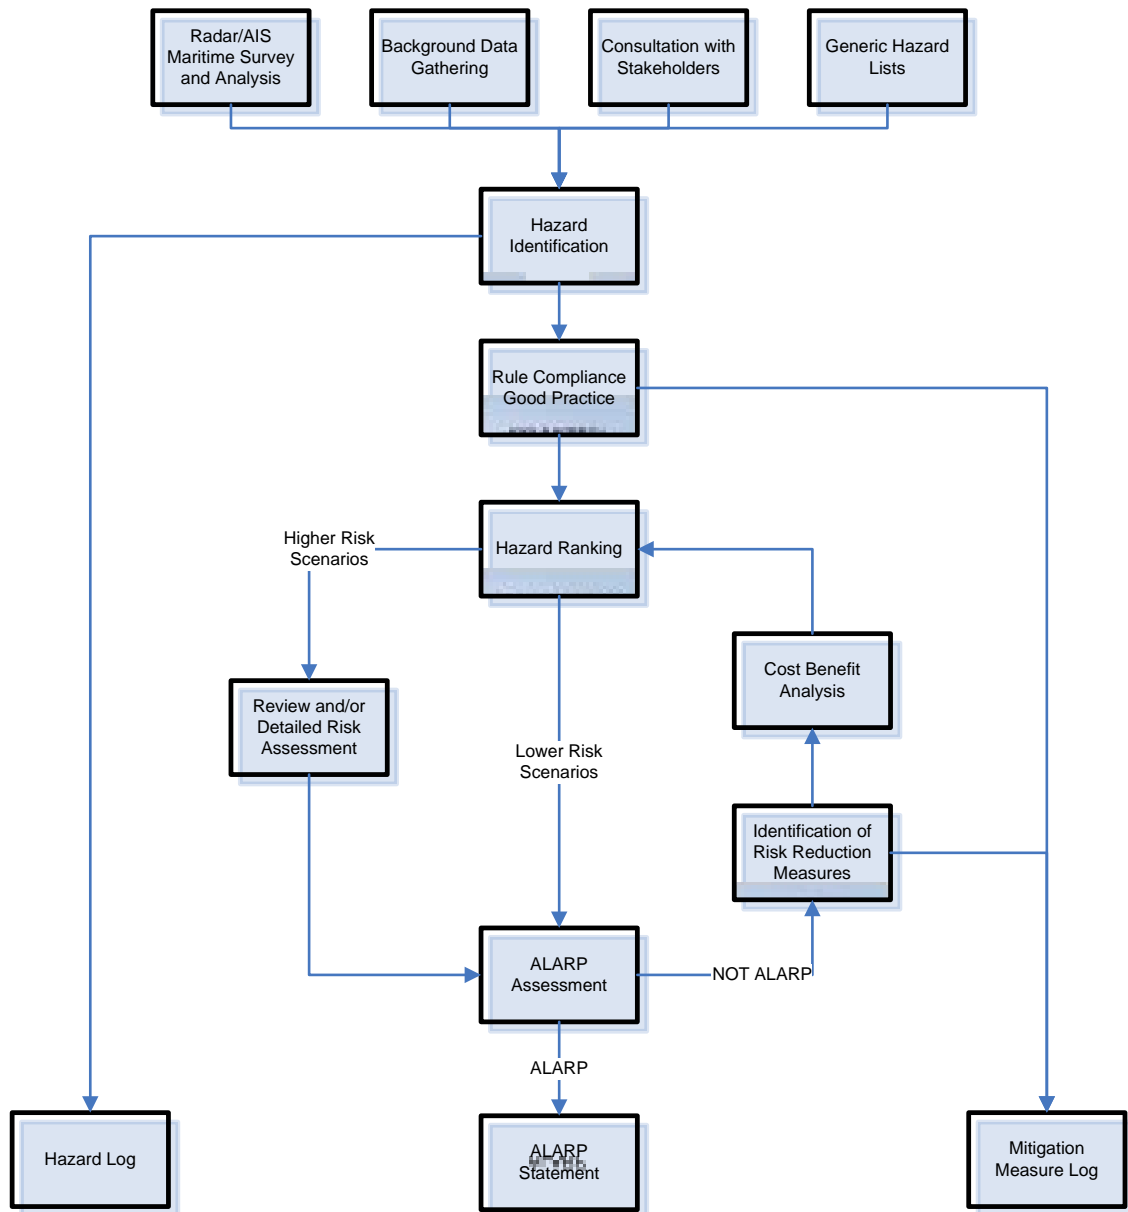 Radar/AIS
Maritime Survey
and Analysis
Background Data
Gathering
Consultation with
Stakeholders
Generic Hazard
Lists
Hazard
Identification
Rule Compliance
Good Practice
Hazard Ranking
Higher Risk
Scenarios
Cost Benefit
Analysis
Review and/or
Detailed Risk
Assessment
Lower Risk
Scenarios
Identification of
Risk Reduction
Measures
ALARP
Assessment
NOT ALARP
ALARP
Hazard Log
ALARP
Statement
Mitigation
Measure Log